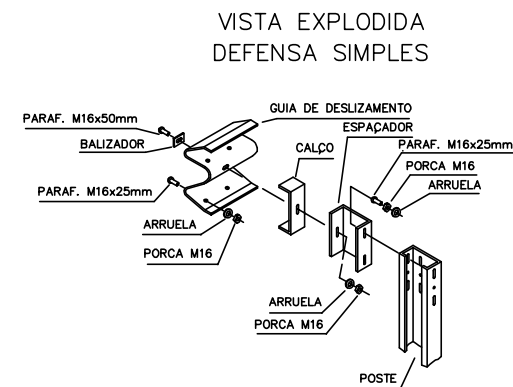 VISTA EXPLODIDA
DEFENSA SIMPLES
GUIA DE DESLIZAMENTO
PARAF. M16x50mm
ESPAÇADOR
BALIZADOR
CALÇO
PARAF. M16x25mm
PORCA M16
ARRUELA
PARAF. M16x25mm
ARRUELA
PORCA M16
ARRUELA
PORCA M16
POSTE